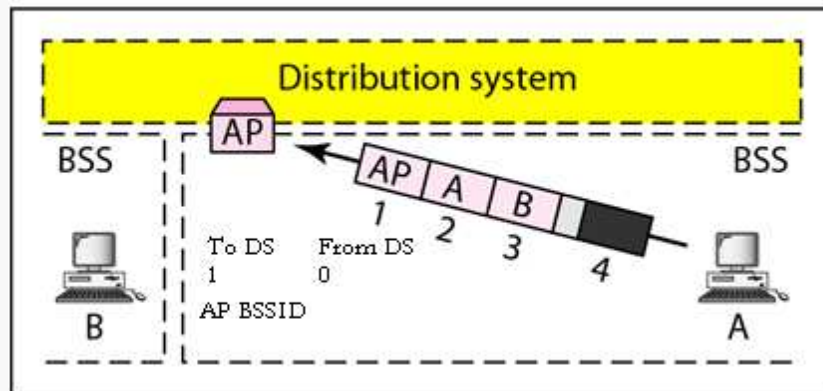 Distribution system
AP
BSS
BSS
AP A B
1 2 3 4
To DS From DS
1 0
AP BSSID
B
A